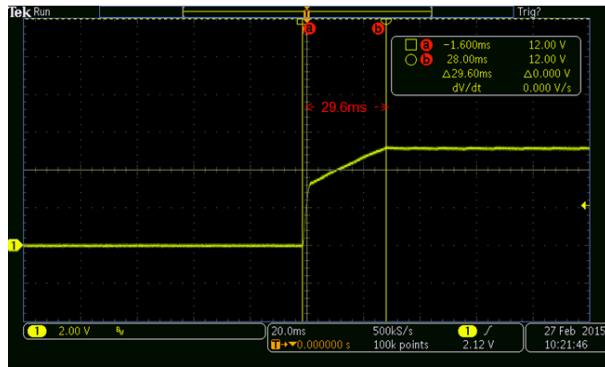 Tek Run Trig?
a b
a -1.600ms 12.00 V
b 28.00ms 12.00 V
Δ29.60ms Δ0.000 V
dV/dt 0.000 V/s
29.6ms
1
1 2.00 V BW 20.0ms 500kS/s 1 27 Feb 2015
T→▼0.000000 s 100k points 2.12 V 10:21:46